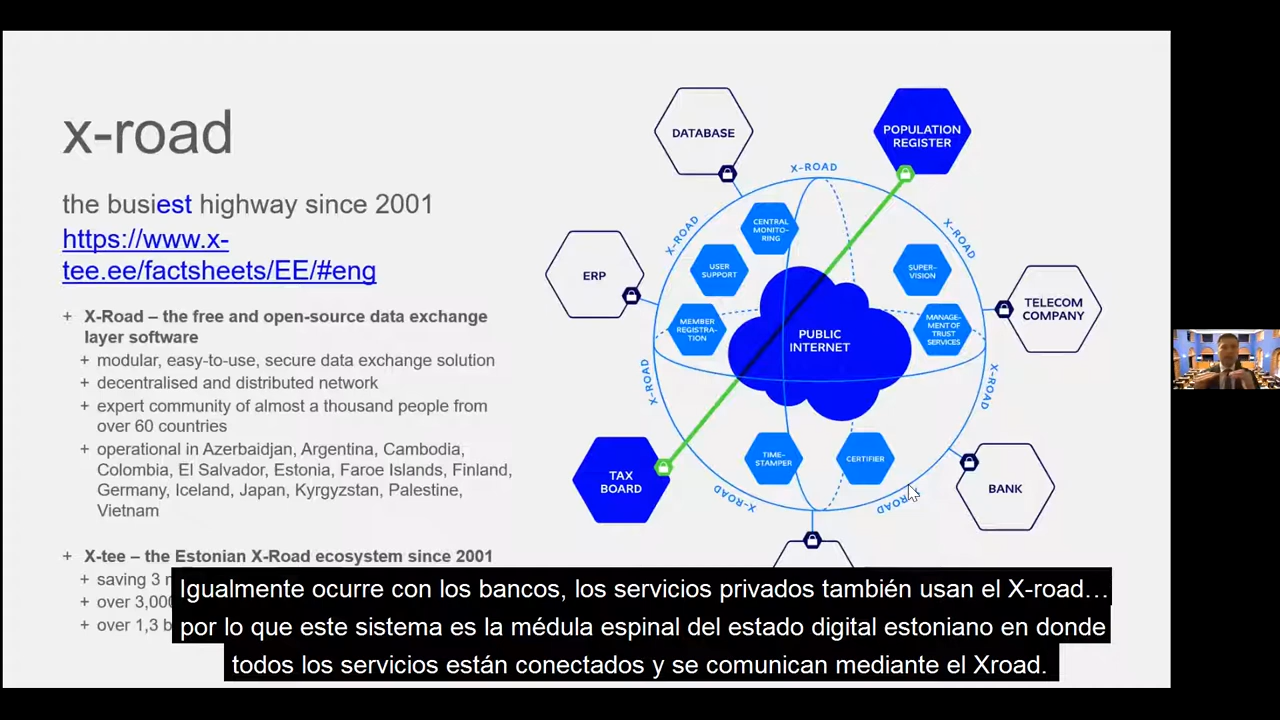 x-road
the busiest highway since 2001
https://www.x-
tee.ee/factsheets/EE/#eng
+ X-Road – the free and open-source data exchange
layer software
+ modular, easy-to-use, secure data exchange solution
+ decentralised and distributed network
+ expert community of almost a thousand people from
over 60 countries
+ operational in Azerbaidjan, Argentina, Cambodia,
Colombia, El Salvador, Estonia, Faroe Islands, Finland,
Germany, Iceland, Japan, Kyrgyzstan, Palestine,
Vietnam
+ X-tee – the Estonian X-Road ecosystem since 2001
+ saving 3
+ over 3,000
+ over 1,3
DATABASE
POPULATION
REGISTER
X-ROAD
X-ROAD
X-ROAD
CENTRAL
MONITO-
RING
USER
SUPPORT
SUPER-
VISION
ERP
MEMBER
REGISTRA-
TION
MANAGE-
MENT OF
TRUST
SERVICES
TELECOM
COMPANY
PUBLIC
INTERNET
X-ROAD
X-ROAD
TIME-
STAMPER
CERTIFIER
TAX
BOARD
BANK
X-ROAD
X-ROAD
Igualmente ocurre con los bancos, los servicios privados también usan el X-road…
por lo que este sistema es la médula espinal del estado digital estoniano en donde
todos los servicios están conectados y se comunican mediante el Xroad.